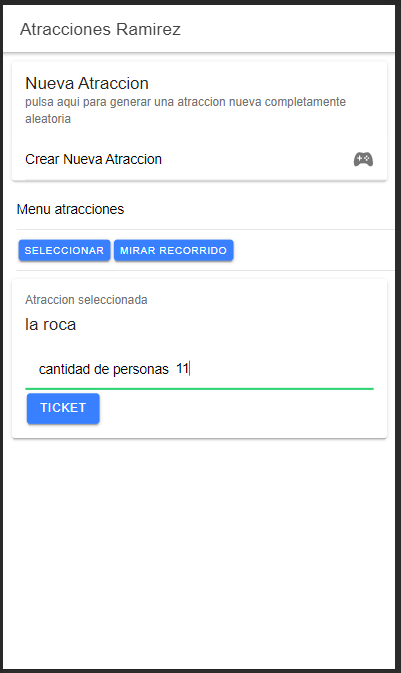 Atracciones Ramirez
Nueva Atraccion
pulsa aqui para generar una atraccion nueva completamente
aleatoria
Crear Nueva Atraccion
Menu atracciones
SELECCIONAR MIRAR RECORRIDO
Atraccion seleccionada
la roca
cantidad de personas 11
TICKET